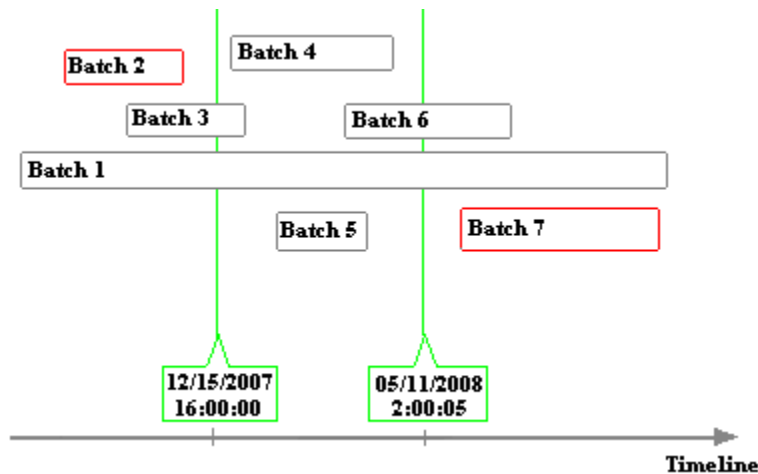 Batch 4
Batch 2
Batch 3
Batch 6
Batch 1
Batch 5
Batch 7
12/15/2007
16:00:00
05/11/2008
2:00:05
Timeline